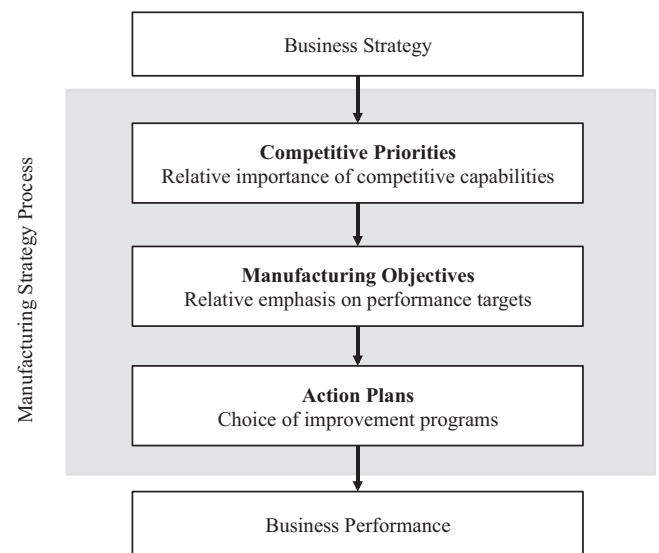 Business Strategy
Manufacturing Strategy Process
Competitive Priorities
Relative importance of competitive capabilities
Manufacturing Objectives
Relative emphasis on performance targets
Action Plans
Choice of improvement programs
Business Performance